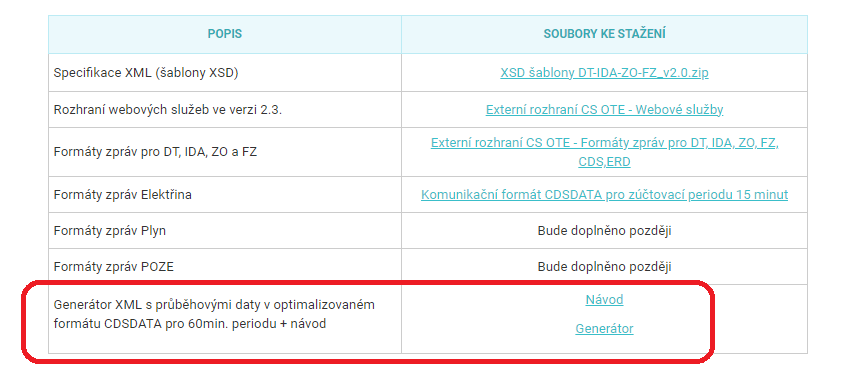 POPIS
SOUBORY KE STAŽENÍ
Specifikace XML (šablony XSD)
XSD šablony DT-IDA-ZO-FZ_v2.0.zip
Rozhraní webových služeb ve verzi 2.3.
Externí rozhraní CS OTE - Webové služby
Formáty zpráv pro DT, IDA, ZO a FZ
Externí rozhraní CS OTE - Formáty zpráv pro DT, IDA, ZO, FZ,
CDS,ERD
Formáty zpráv Elektřina
Komunikační formát CDSDATA pro zúčtovací periodu 15 minut
Formáty zpráv Plyn
Bude doplněno později
Formáty zpráv POZE
Bude doplněno později
Generátor XML s průběhovými daty v optimalizovaném
formátu CDSDATA pro 60min. periodu + návod
Návod
Generátor